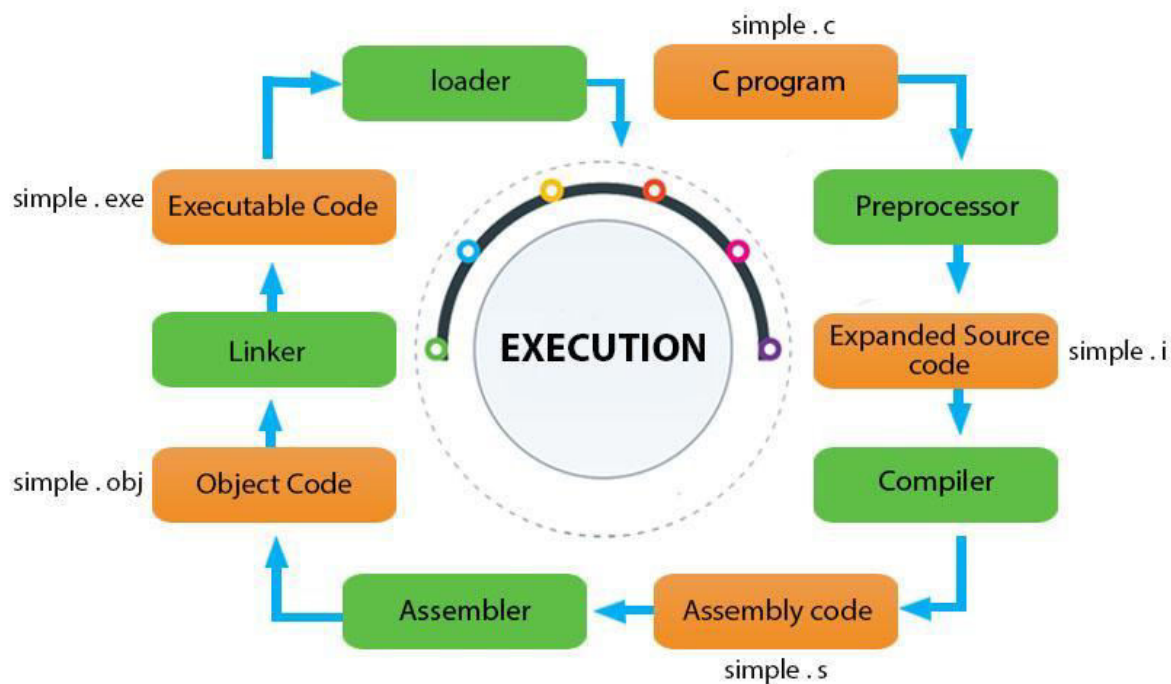 simple . c
C program
Preprocessor
Expanded Source
code
simple . i
Compiler
Assembly code
simple . s
Assembler
Object Code
simple . obj
Linker
Executable Code
simple . exe
loader
EXECUTION